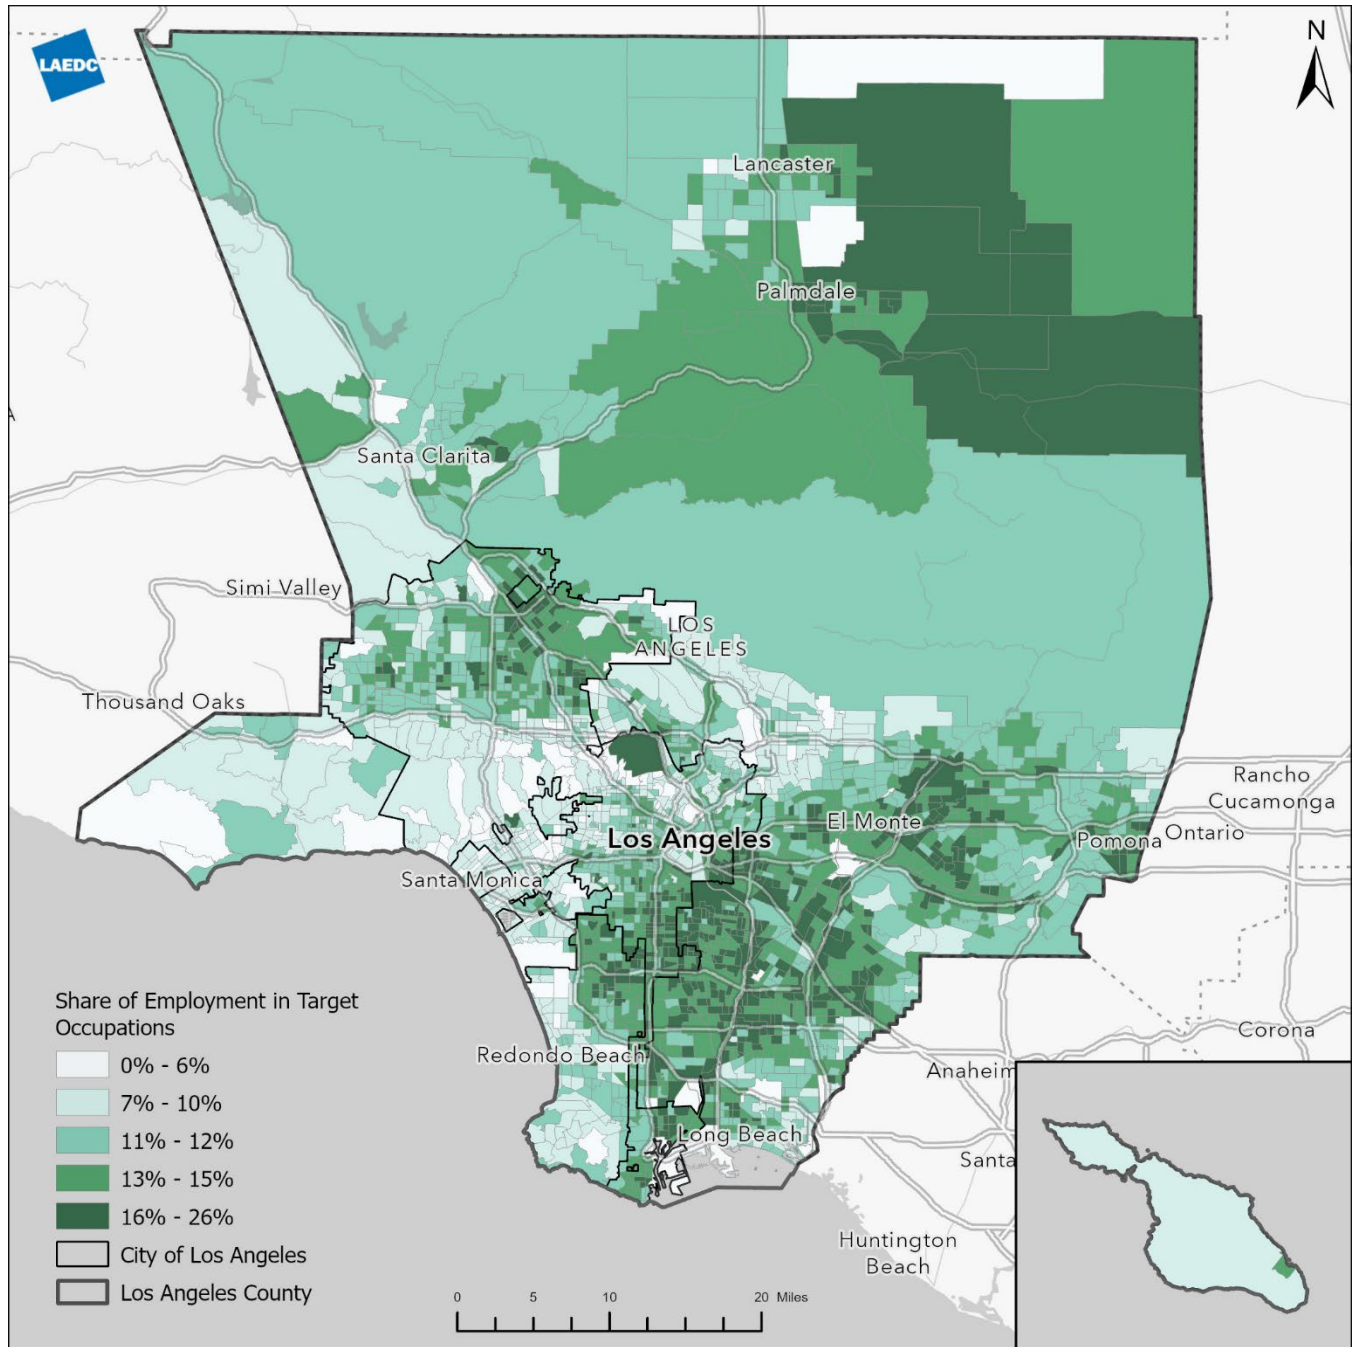 LAEDC
N
Lancaster
Palmdale
Santa Clarita
Simi Valley
LOS
ANGELES
Thousand Oaks
Rancho
Cucamonga
El Monte
Los Angeles
Pomona
Ontario
Santa Monica
Share of Employment in Target
Occupations
0% - 6%
7% - 10%
11% - 12%
13% - 15%
16% - 26%
City of Los Angeles
Los Angeles County
Redondo Beach
Corona
Anaheim
Long Beach
Santa
Huntington
Beach
0 5 10 20 Miles